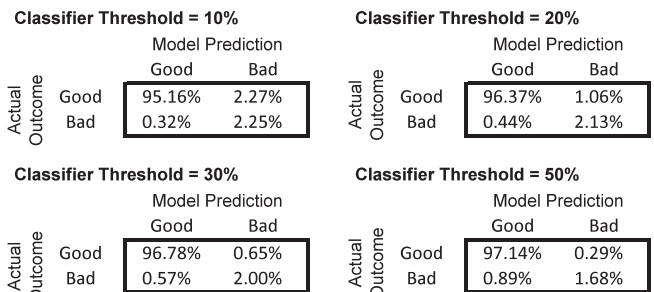 Classifier Threshold = 10%
Model Prediction
Good Bad
Actual Outcome
Good 95.16% 2.27%
Bad 0.32% 2.25%
Classifier Threshold = 20%
Model Prediction
Good Bad
Actual Outcome
Good 96.37% 1.06%
Bad 0.44% 2.13%
Classifier Threshold = 30%
Model Prediction
Good Bad
Actual Outcome
Good 96.78% 0.65%
Bad 0.57% 2.00%
Classifier Threshold = 50%
Model Prediction
Good Bad
Actual Outcome
Good 97.14% 0.29%
Bad 0.89% 1.68%